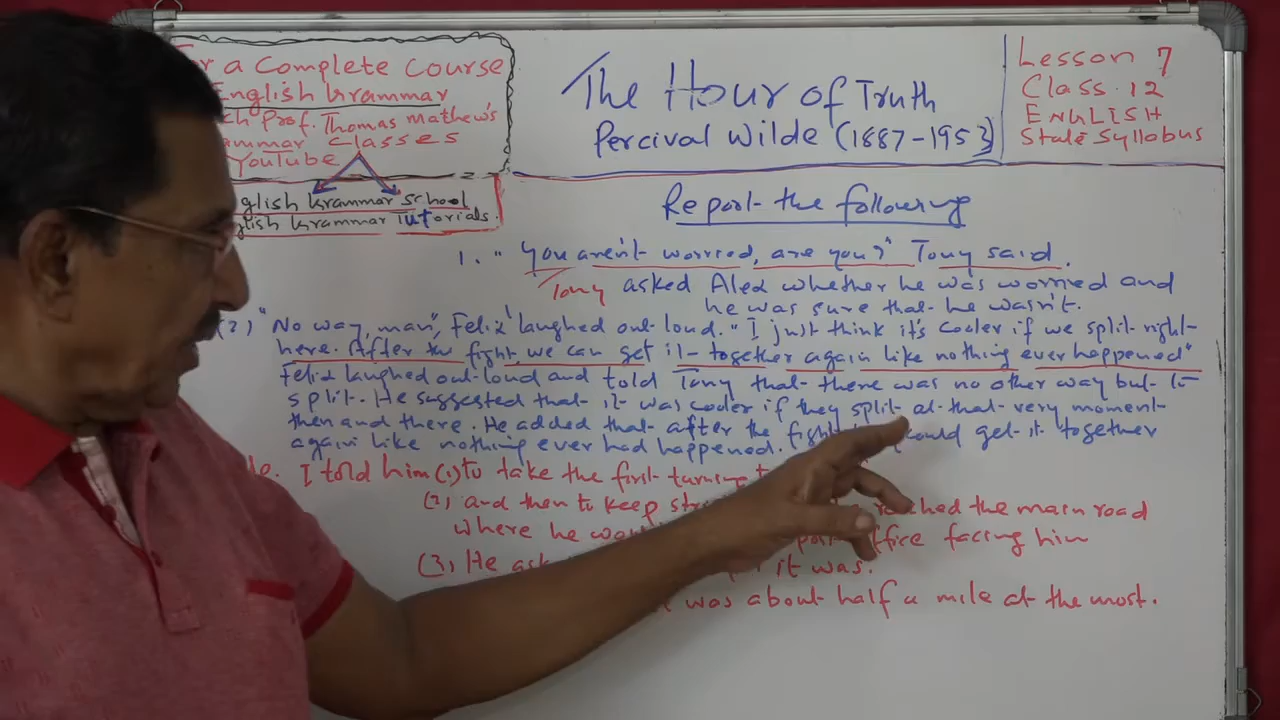 a Complete Course
English Grammar
Prof. Thomas Mathew's
Classes
YouTube
glish Grammar School
glish Grammar Tutorials.
The Hour of Truth
Percival Wilde (1887-1953)
Lesson 7
Class. 12
ENGLISH
State Syllabus
Report the following
1. "You aren't worried, are you?" Tony said.
Tony asked Alex whether he was worried and
he was sure that he wasn't.
(2) "No way, man", Felix laughed out loud. "I just think it's cooler if we split right
here. After the fight, we can get it together again like nothing ever happened"
Felix laughed out loud and told Tony that there was no other way but to
split. He suggested that it was cooler if they split at that very moment
then and there. He added that after the could get it together
again like nothing ever had happened.
I told him (1) to take the first turning
(2) and then to keep the main road
where he office facing him
(3) He it was.
was about half a mile at the most.